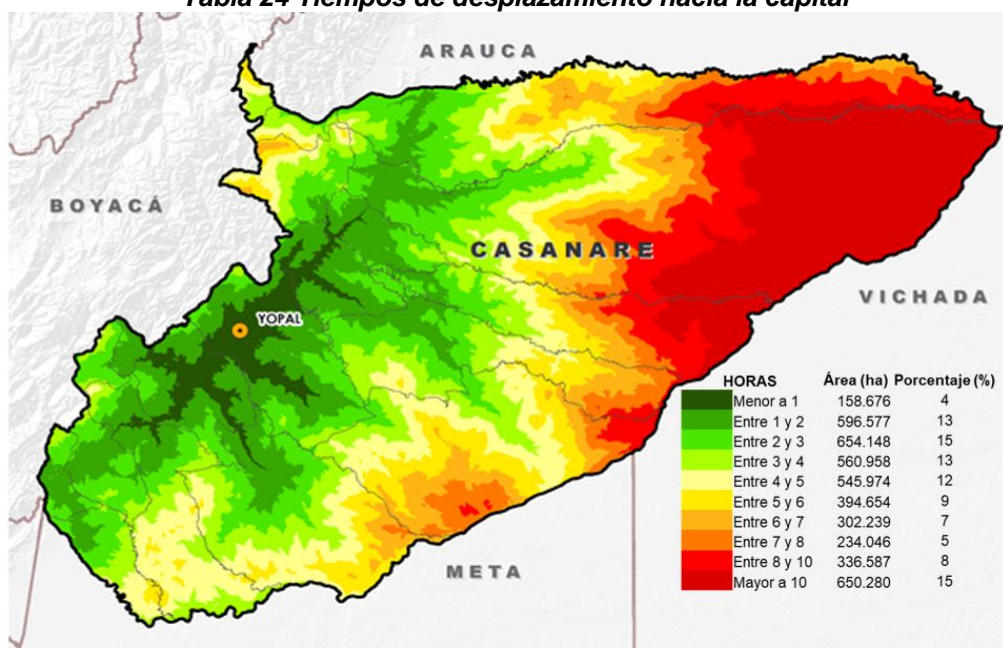 Tabla 24 Tiempos de desplazamiento hacia la capital
ARAUCA
BOYACÁ
CASANARE
VICHADA
YOPAL
META
HORAS Área (ha) Porcentaje (%)
Menor a 1 158.676 4
Entre 1 y 2 596.577 13
Entre 2 y 3 654.148 15
Entre 3 y 4 560.958 13
Entre 4 y 5 545.974 12
Entre 5 y 6 394.654 9
Entre 6 y 7 302.239 7
Entre 7 y 8 234.046 5
Entre 8 y 10 336.587 8
Mayor a 10 650.280 15